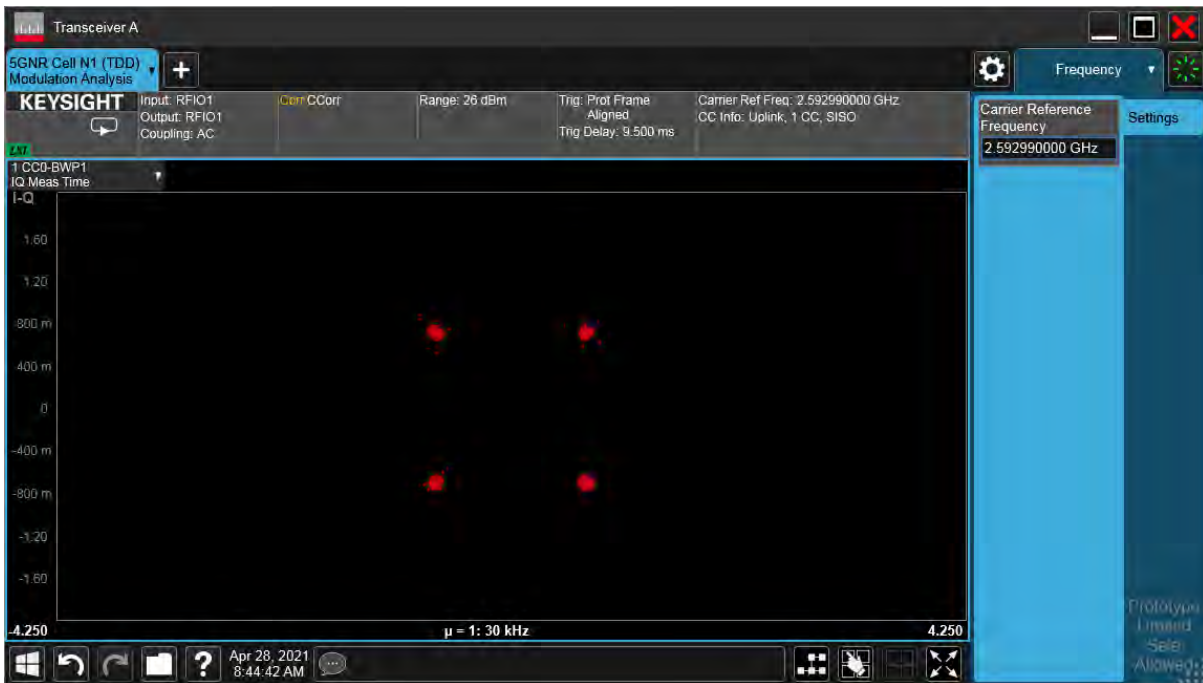 Transceiver A
5GNR Cell N1 (TDD)
Modulation Analysis
Frequency
KEYSIGHT
LXI
Input: RFIO1
Output: RFIO1
Coupling: AC
Corr CCorr
Range: 26 dBm
Trig: Prot Frame
Aligned
Trig Delay: 9.500 ms
Carrier Ref Freq: 2.592990000 GHz
CC Info: Uplink, 1 CC, SISO
Carrier Reference
Frequency
2.592990000 GHz
Settings
1 CC0-BWP1
IQ Meas Time
I-Q
1.60
1.20
800 m
400 m
0
-400 m
-800 m
-1.20
-1.60
-4.250
μ = 1: 30 kHz
4.250
Prototype
Limited
Sale
Allowed
?
Apr 28, 2021
8:44:42 AM